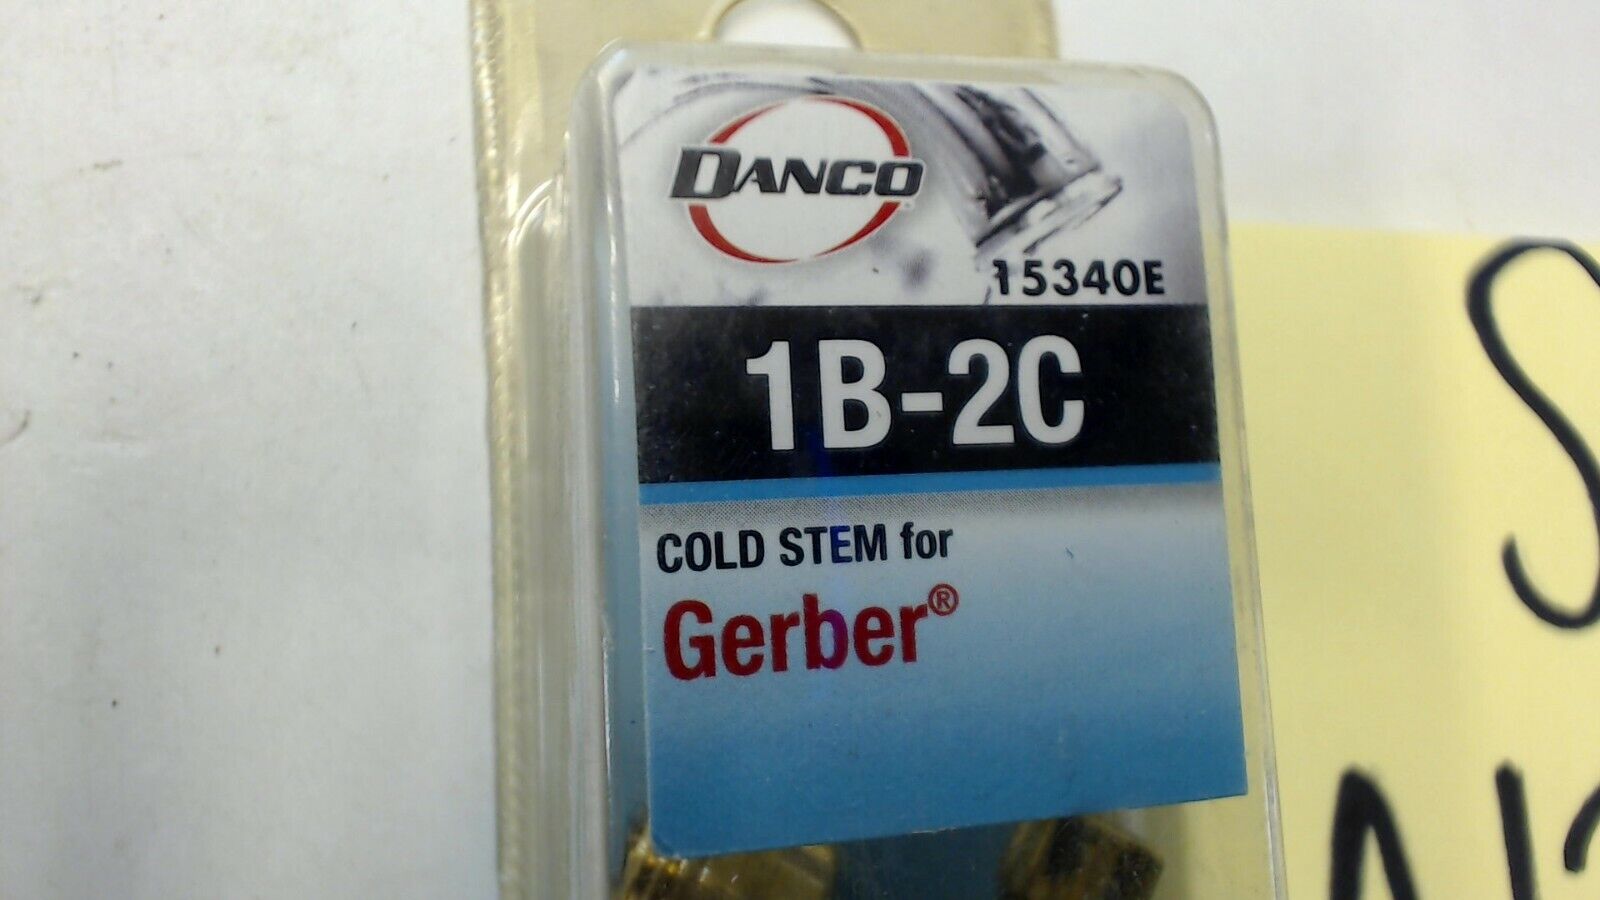 DANCO
15340E
1B-2C
COLD STEM for
Gerber®